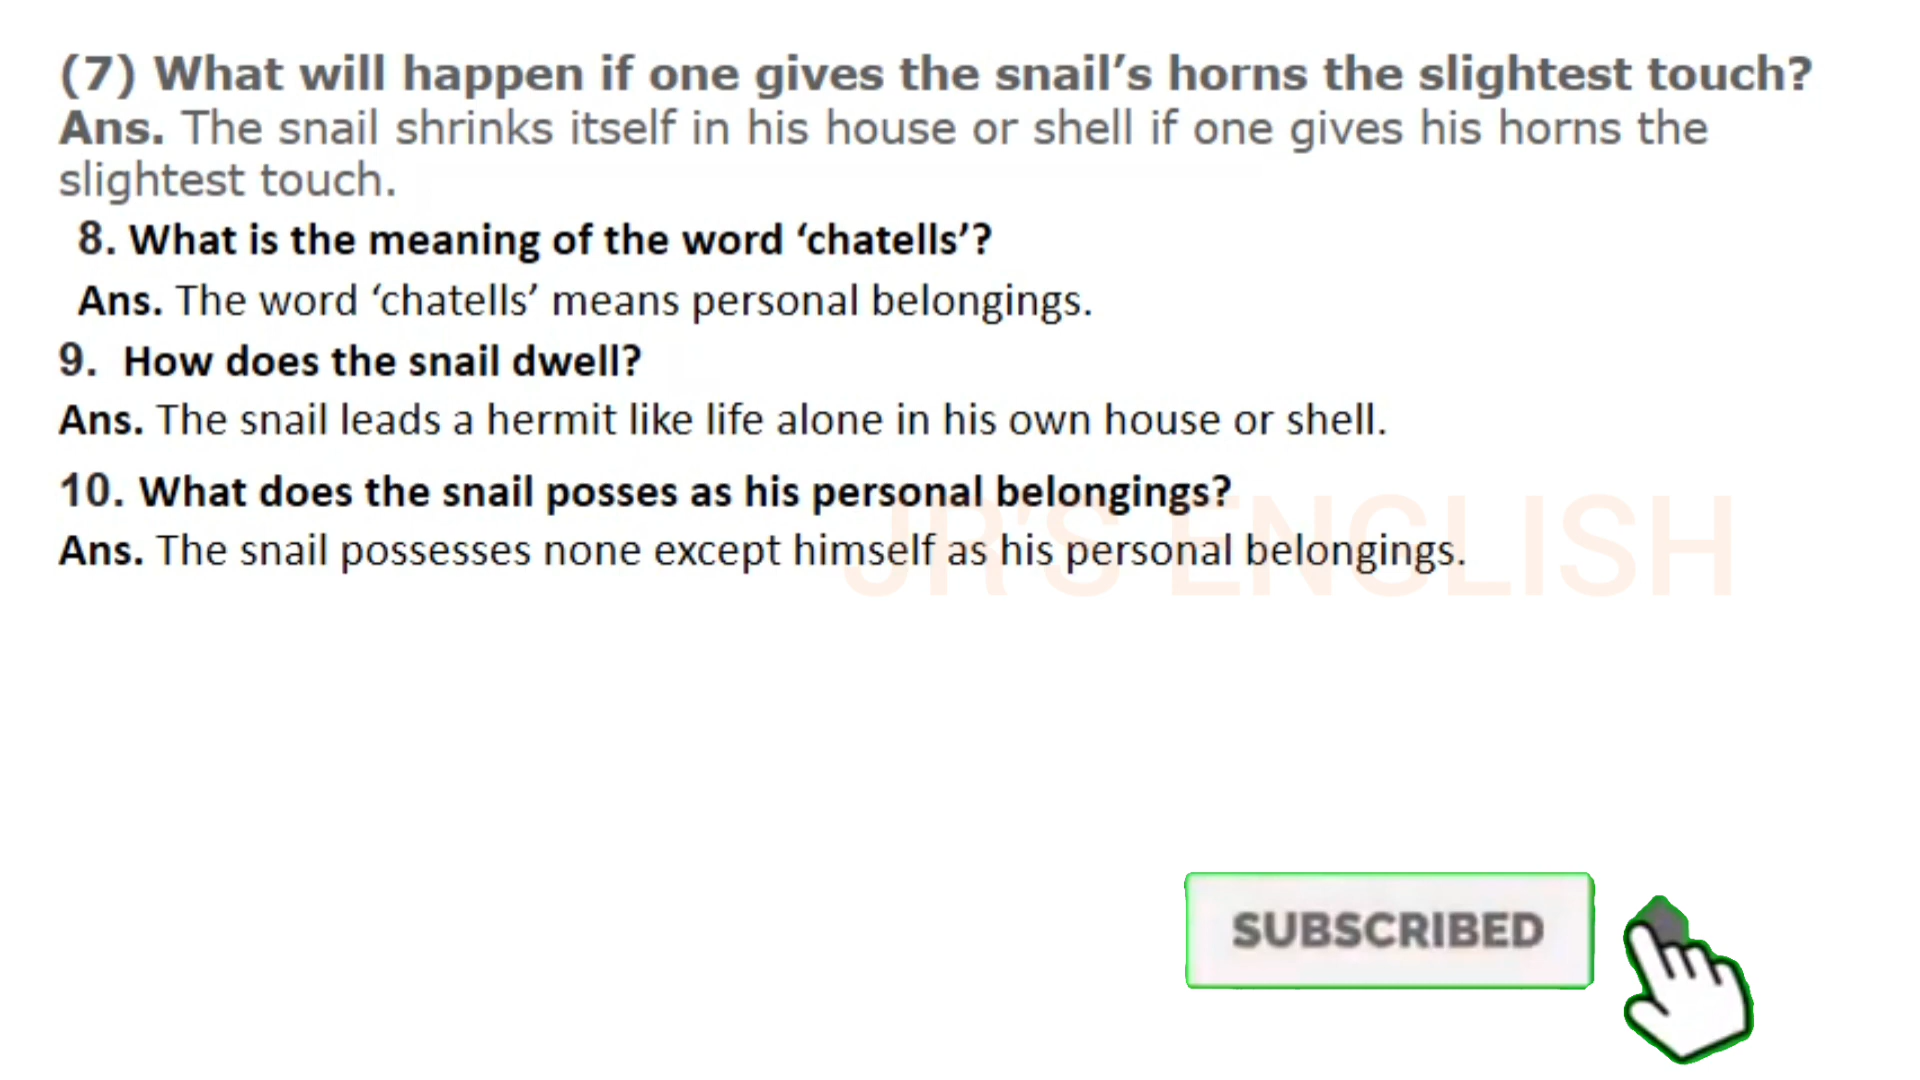 (7) What will happen if one gives the snail’s horns the slightest touch?
Ans. The snail shrinks itself in his house or shell if one gives his horns the
slightest touch.
8. What is the meaning of the word ‘chatells’?
Ans. The word ‘chatells’ means personal belongings.
9. How does the snail dwell?
Ans. The snail leads a hermit like life alone in his own house or shell.
10. What does the snail posses as his personal belongings?
JR'S ENGLISH
Ans. The snail possesses none except himself as his personal belongings.
SUBSCRIBED